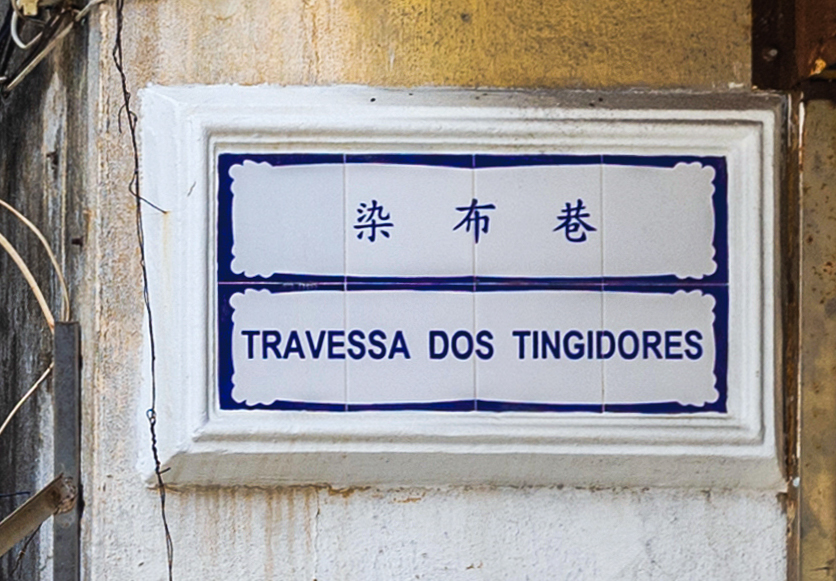 染布巷
TRAVESSA DOS TINGIDORES